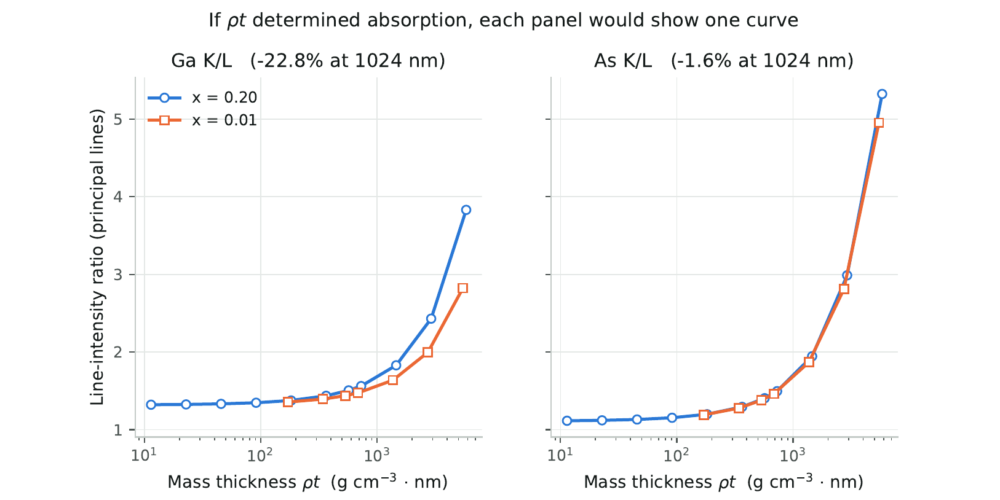 If ρt determined absorption, each panel would show one curve
Ga K/L (-22.8% at 1024 nm)
As K/L (-1.6% at 1024 nm)
x = 0.20
x = 0.01
Line-intensity ratio (principal lines)
5
4
3
2
1
10¹ 10² 10³
10¹ 10² 10³
Mass thickness ρt (g cm⁻³ · nm)
Mass thickness ρt (g cm⁻³ · nm)